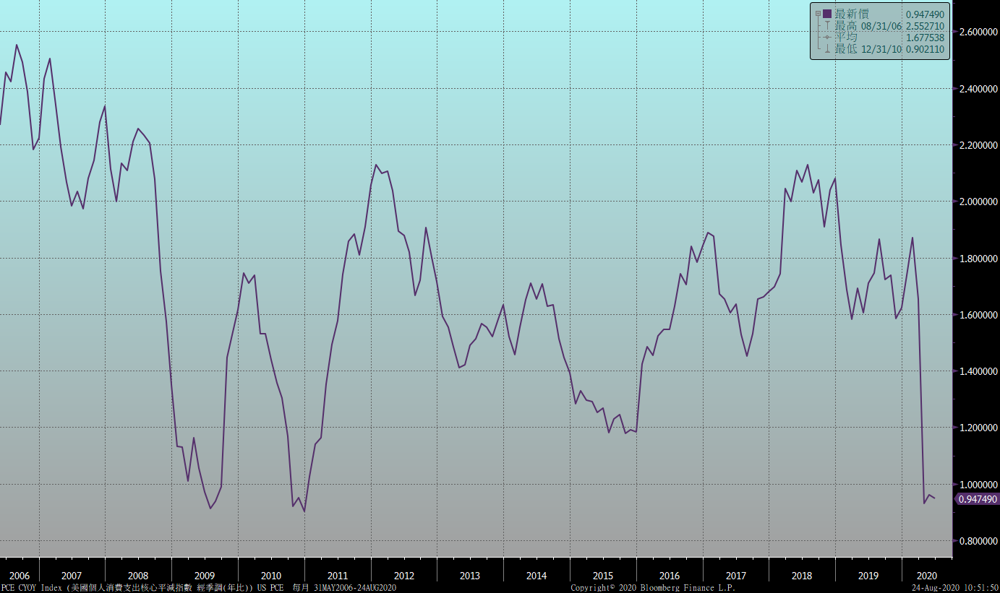 最新價 0.947490
最高 08/31/06 2.552710
平均 1.677538
最低 12/31/10 0.902110
2.600000
2.400000
2.200000
2.000000
1.800000
1.600000
1.400000
1.200000
1.000000
0.947490
0.800000
2006 2007 2008 2009 2010 2011 2012 2013 2014 2015 2016 2017 2018 2019 2020
PCE CYOY Index (美國個人消費支出核心平減指數 經季調(年比)) US PCE 每月 31MAY2006-24AUG2020 Copyright© 2020 Bloomberg Finance L.P. 24-Aug-2020 10:51:50